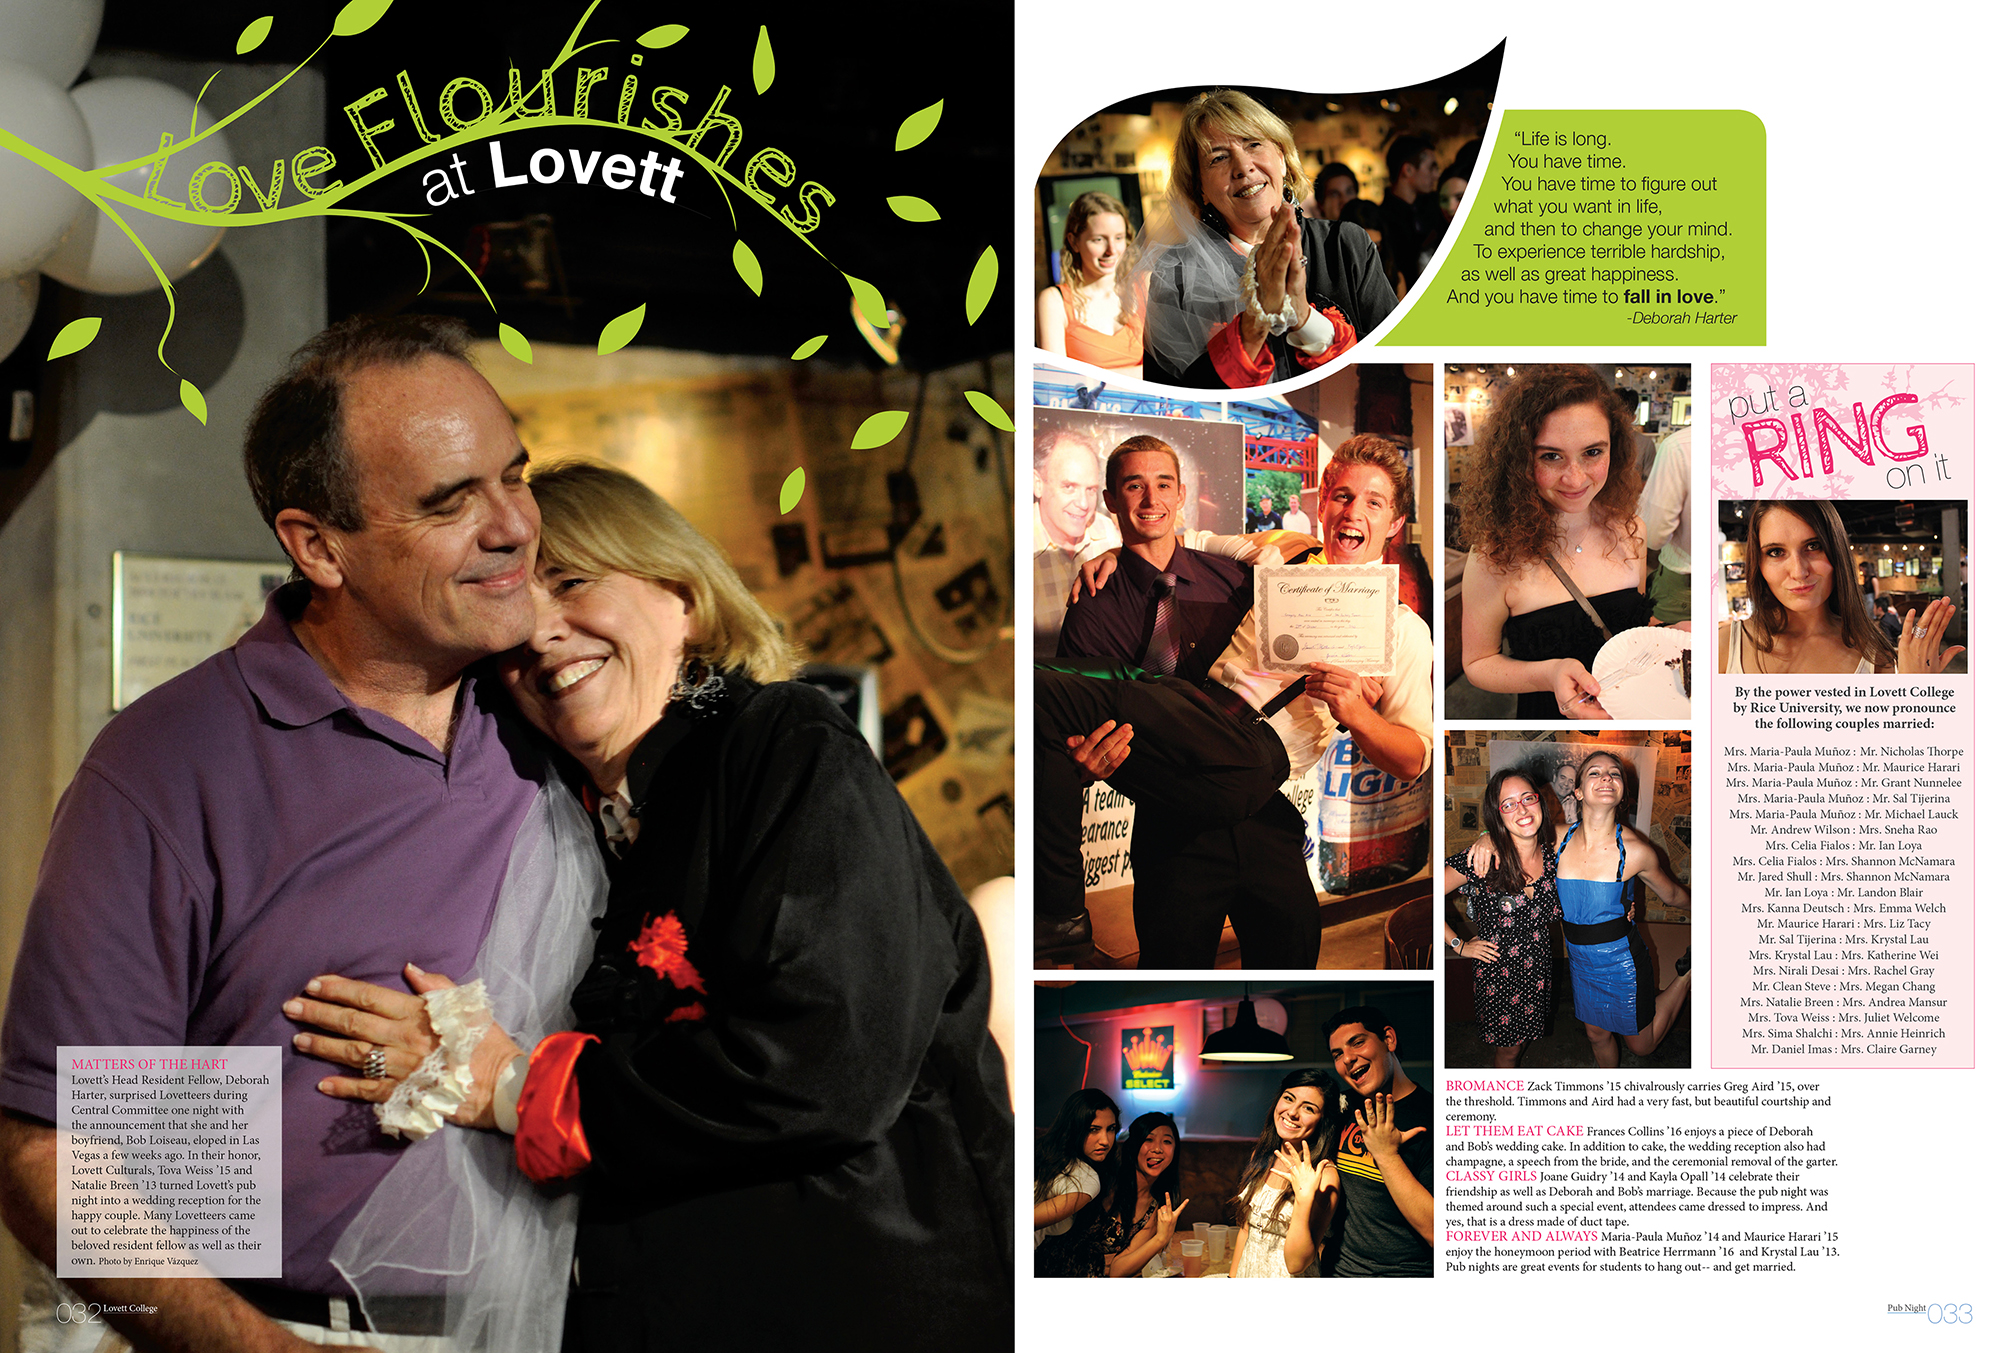 Love Flourishes
at Lovett
RICE
UNIVERSITY
MATTERS OF THE HART
Lovett's Head Resident Fellow, Deborah
Harter, surprised Lovetteers during
Central Committee one night with
the announcement that she and her
boyfriend, Bob Loiseau, eloped in Las
Vegas a few weeks ago. In their honor,
Lovett Culturals, Tova Weiss ’15 and
Natalie Breen ’13 turned Lovett's pub
night into a wedding reception for the
happy couple. Many Lovetteers came
out to celebrate the happiness of the
beloved resident fellow as well as their
own. Photo by Enrique Vázquez
032 Lovett College
“Life is long.
You have time.
You have time to figure out
what you want in life,
and then to change your mind.
To experience terrible hardship,
as well as great happiness.
And you have time to fall in love.”
-Deborah Harter
Certificate of Marriage
LIGHT
A team
earance
iggest p
llege
SELECT
put a
RING
on it
By the power vested in Lovett College
by Rice University, we now pronounce
the following couples married:
Mrs. Maria-Paula Muñoz : Mr. Nicholas Thorpe
Mrs. Maria-Paula Muñoz : Mr. Maurice Harari
Mrs. Maria-Paula Muñoz : Mr. Grant Nunnelee
Mrs. Maria-Paula Muñoz : Mr. Sal Tijerina
Mrs. Maria-Paula Muñoz : Mr. Michael Lauck
Mr. Andrew Wilson : Mrs. Sneha Rao
Mrs. Celia Fialos : Mr. Ian Loya
Mrs. Celia Fialos : Mrs. Shannon McNamara
Mr. Jared Shull : Mrs. Shannon McNamara
Mr. Ian Loya : Mr. Landon Blair
Mrs. Kanna Deutsch : Mrs. Emma Welch
Mr. Maurice Harari : Mrs. Liz Tacy
Mr. Sal Tijerina : Mrs. Krystal Lau
Mrs. Krystal Lau : Mrs. Katherine Wei
Mrs. Nirali Desai : Mrs. Rachel Gray
Mr. Clean Steve : Mrs. Megan Chang
Mrs. Natalie Breen : Mrs. Andrea Mansur
Mrs. Tova Weiss : Mrs. Juliet Welcome
Mrs. Sima Shalchi : Mrs. Annie Heinrich
Mr. Daniel Imas : Mrs. Claire Garney
BROMANCE Zack Timmons ’15 chivalrously carries Greg Aird ’15, over
the threshold. Timmons and Aird had a very fast, but beautiful courtship and
ceremony.
LET THEM EAT CAKE Frances Collins ’16 enjoys a piece of Deborah
and Bob's wedding cake. In addition to cake, the wedding reception also had
champagne, a speech from the bride, and the ceremonial removal of the garter.
CLASSY GIRLS Joane Guidry ’14 and Kayla Opall ’14 celebrate their
friendship as well as Deborah and Bob's marriage. Because the pub night was
themed around such a special event, attendees came dressed to impress. And
yes, that is a dress made of duct tape.
FOREVER AND ALWAYS Maria-Paula Muñoz ’14 and Maurice Harari ’15
enjoy the honeymoon period with Beatrice Herrmann ’16 and Krystal Lau ’13.
Pub nights are great events for students to hang out-- and get married.
Pub Night 033